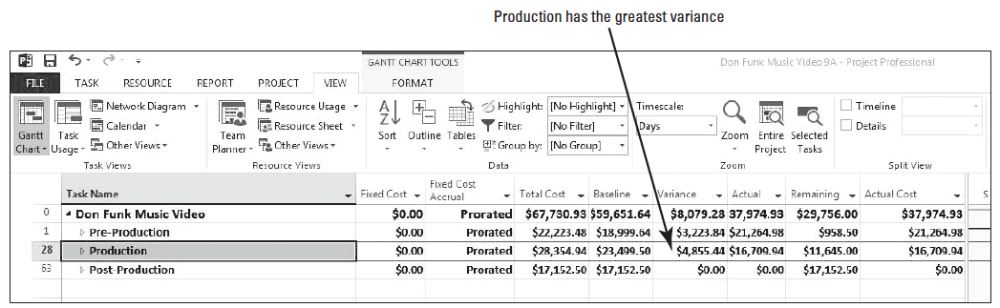 Production has the greatest variance
GANTT CHART TOOLS
Don Funk Music Video 9A - Project Professional
FILE TASK RESOURCE REPORT PROJECT VIEW FORMAT
Network Diagram
Calendar
Other Views
Gantt Chart
Task Usage
Task Views
Team Planner
Resource Usage
Resource Sheet
Other Views
Resource Views
Sort
Outline
Tables
Highlight: [No Highlight]
Filter: [No Filter]
Group by: [No Group]
Data
Timescale:
Days
Zoom
Entire Project
Selected Tasks
Zoom
Timeline
Details
Split View
Task Name Fixed Cost Fixed Cost Accrual Total Cost Baseline Variance Actual Remaining Actual Cost S
0 Don Funk Music Video $0.00 Prorated $67,730.93 $59,651.64 $8,079.28 37,974.93 $29,756.00 $37,974.93
1 Pre-Production $0.00 Prorated $22,223.48 $18,999.64 $3,223.84 $21,264.98 $958.50 $21,264.98
28 Production $0.00 Prorated $28,354.94 $23,499.50 $4,855.44 $16,709.94 $11,645.00 $16,709.94
63 Post-Production $0.00 Prorated $17,152.50 $17,152.50 $0.00 $0.00 $17,152.50 $0.00